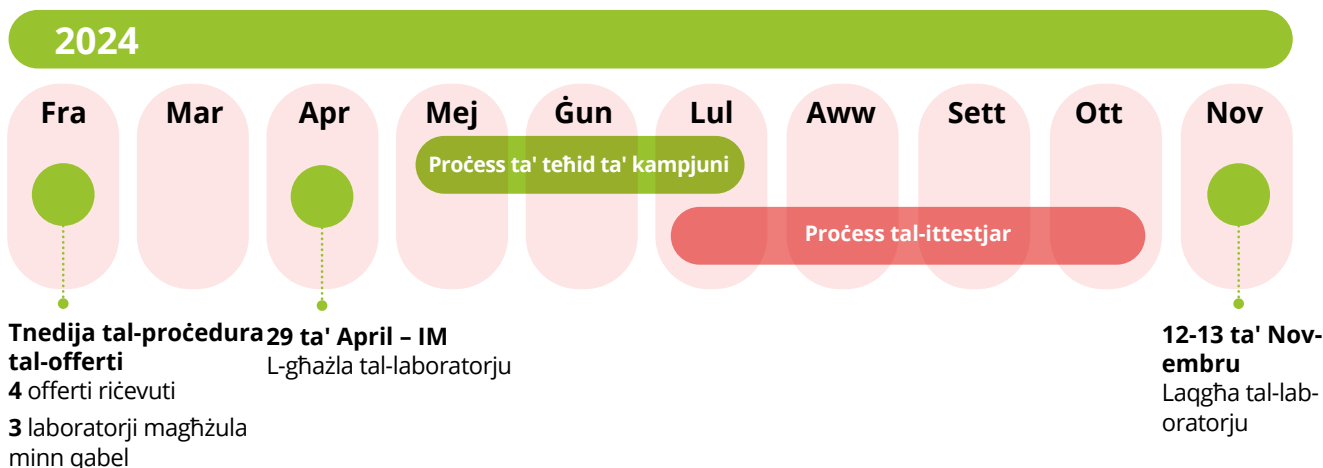 2024
Fra Mar Apr Mej Ġun Lul Aww Sett Ott Nov
Proċess ta' teħid ta' kampjuni
Proċess tal-ittestjar
Tnedija tal-proċedura
tal-offerti
4 offerti riċevuti
3 laboratorji magħżula
minn qabel
29 ta' April – IM
L-għażla tal-laboratorju
12-13 ta' Nov-
embru
Laqgħa tal-lab-
oratorju